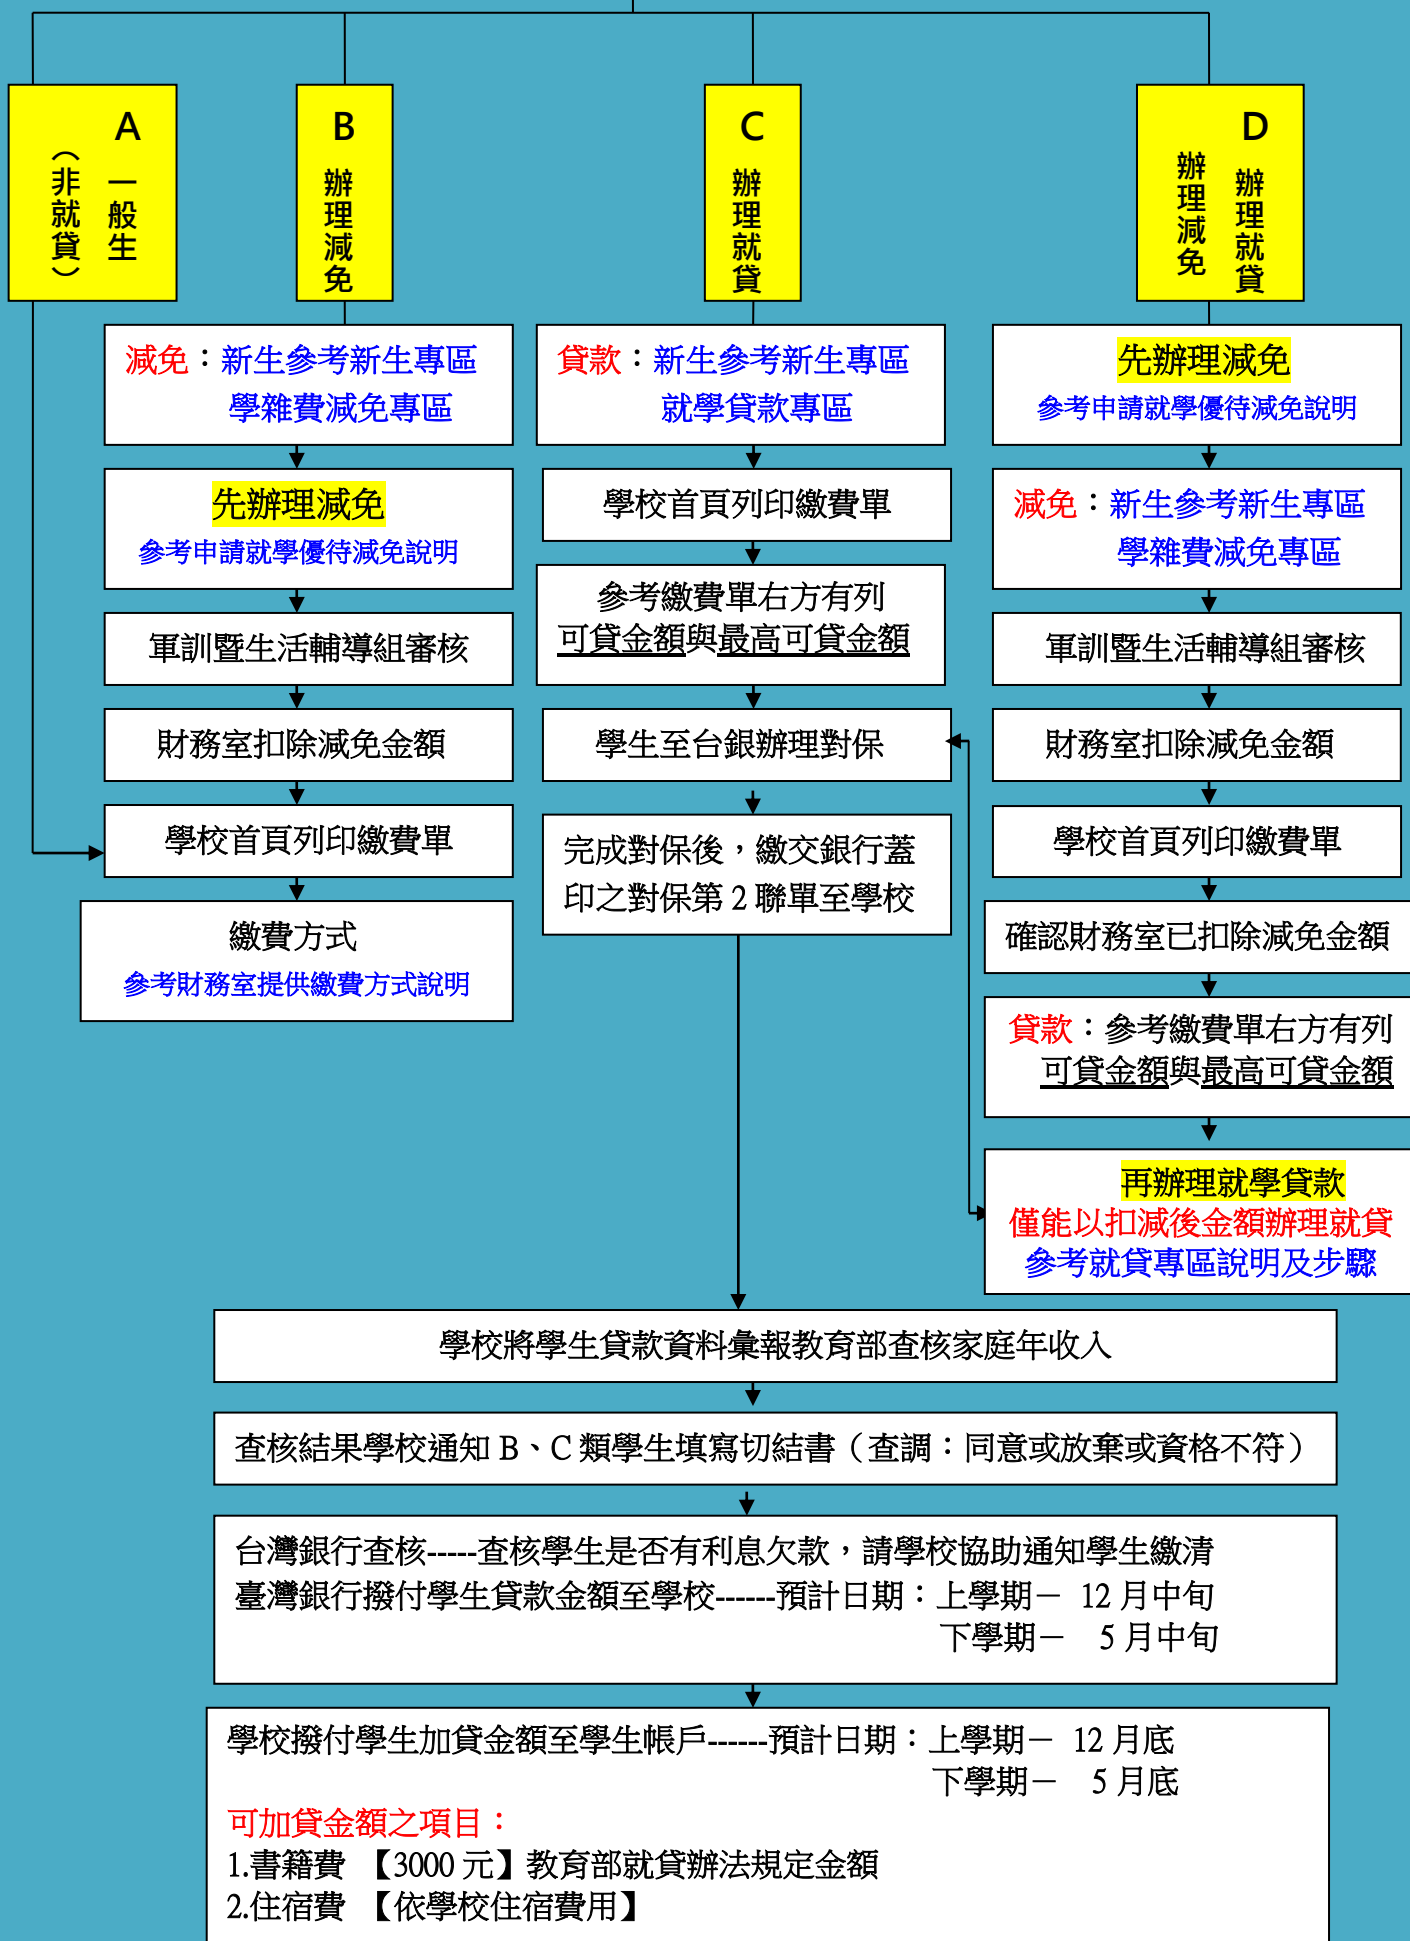 A 一般生
（非就貸）
B 辦理減免
C 辦理就貸
D 辦理就貸
辦理減免
減免：新生參考新生專區
學雜費減免專區
先辦理減免
參考申請就學優待減免說明
軍訓暨生活輔導組審核
財務室扣除減免金額
學校首頁列印繳費單
繳費方式
參考財務室提供繳費方式說明
貸款：新生參考新生專區
就學貸款專區
學校首頁列印繳費單
參考繳費單右方有列
可貸金額與最高可貸金額
學生至台銀辦理對保
完成對保後，繳交銀行蓋
印之對保第 2 聯單至學校
先辦理減免
參考申請就學優待減免說明
減免：新生參考新生專區
學雜費減免專區
軍訓暨生活輔導組審核
財務室扣除減免金額
學校首頁列印繳費單
確認財務室已扣除減免金額
貸款：參考繳費單右方有列
可貸金額與最高可貸金額
再辦理就學貸款
僅能以扣減後金額辦理就貸
參考就貸專區說明及步驟
學校將學生貸款資料彙報教育部查核家庭年收入
查核結果學校通知 B、C 類學生填寫切結書（查調：同意或放棄或資格不符）
台灣銀行查核-----查核學生是否有利息欠款，請學校協助通知學生繳清
臺灣銀行撥付學生貸款金額至學校------預計日期：上學期－ 12 月中旬
下學期－ 5 月中旬
學校撥付學生加貸金額至學生帳戶------預計日期：上學期－ 12 月底
下學期－ 5 月底
可加貸金額之項目：
1.書籍費 【3000 元】教育部就貸辦法規定金額
2.住宿費 【依學校住宿費用】